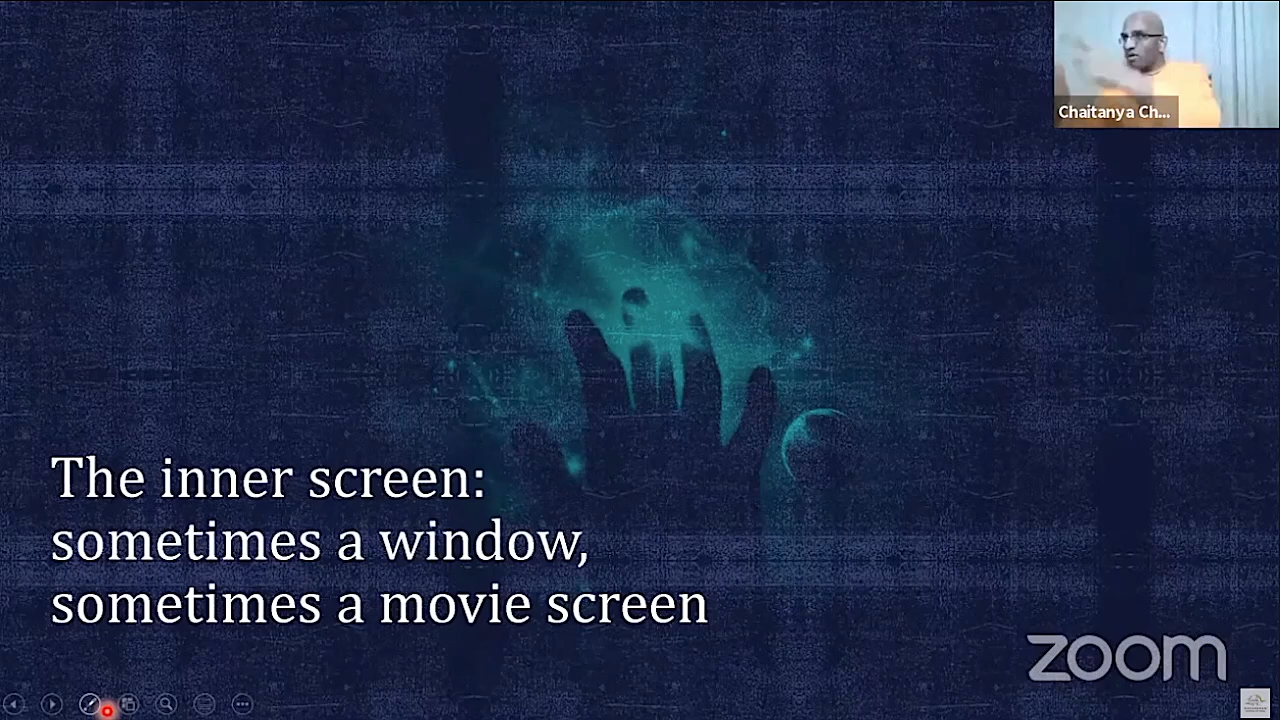 Chaitanya Ch...
The inner screen:
sometimes a window,
sometimes a movie screen
zoom